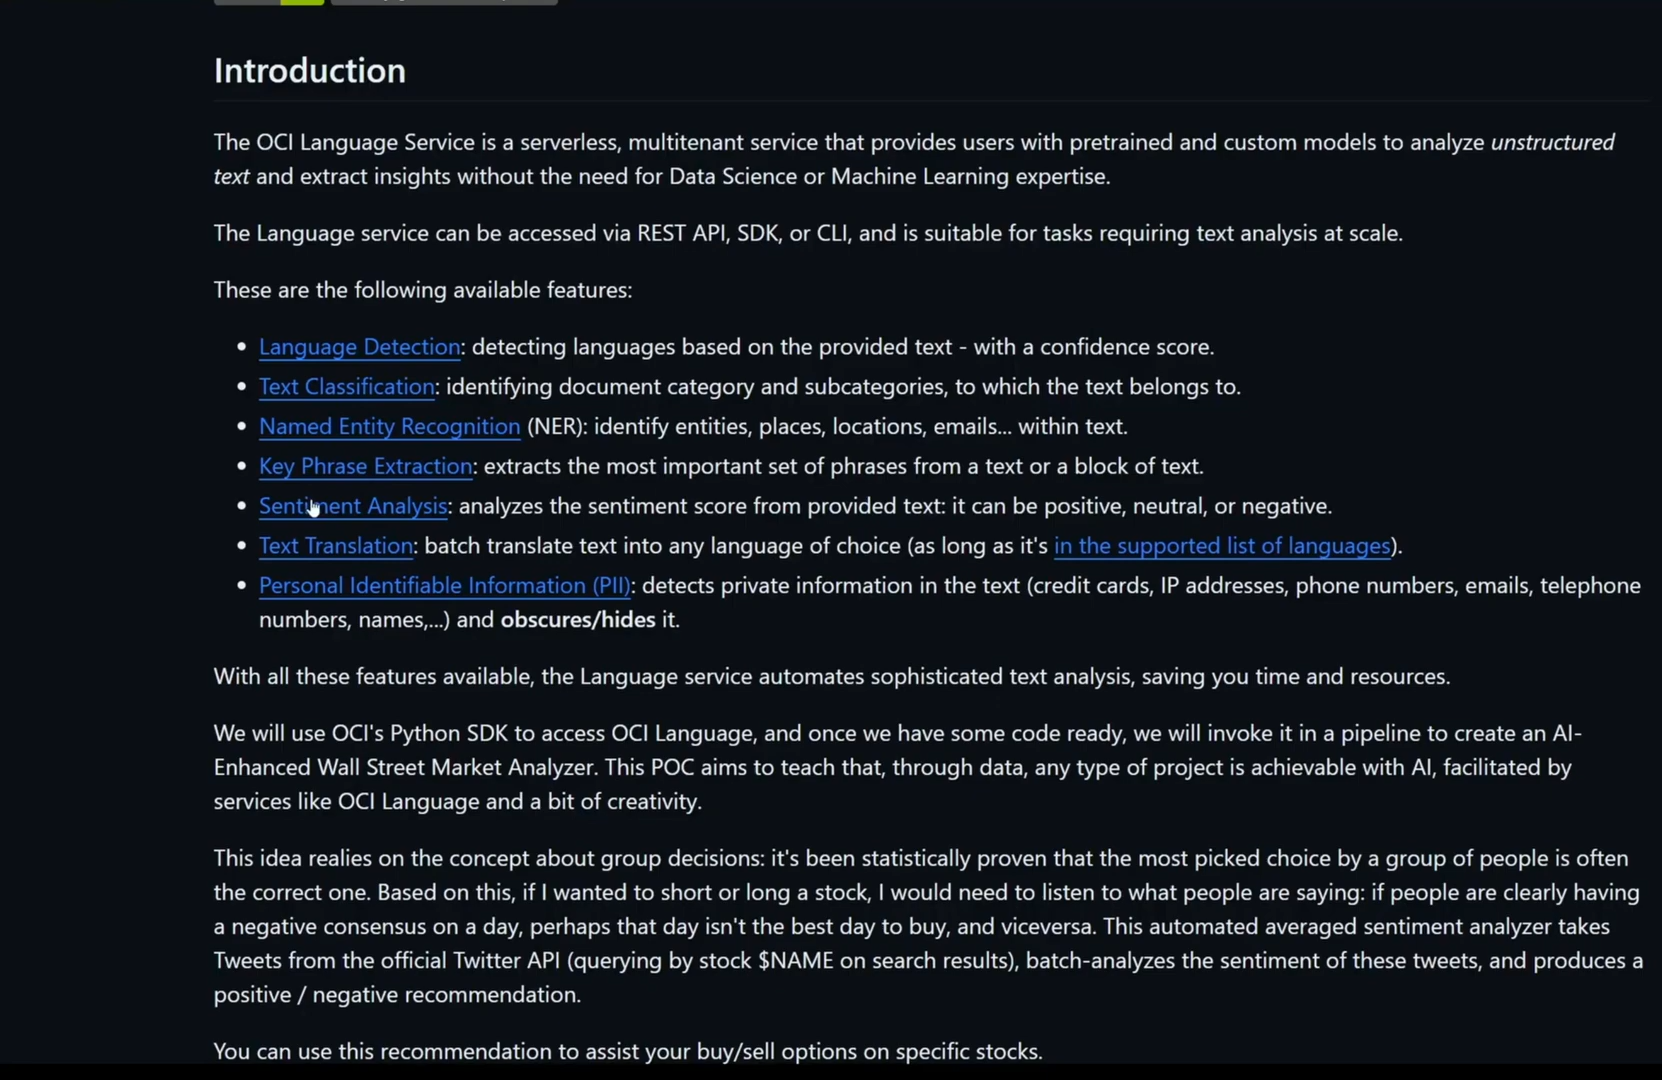 Introduction
The OCI Language Service is a serverless, multitenant service that provides users with pretrained and custom models to analyze unstructured
text and extract insights without the need for Data Science or Machine Learning expertise.
The Language service can be accessed via REST API, SDK, or CLI, and is suitable for tasks requiring text analysis at scale.
These are the following available features:
• Language Detection: detecting languages based on the provided text - with a confidence score.
• Text Classification: identifying document category and subcategories, to which the text belongs to.
• Named Entity Recognition (NER): identify entities, places, locations, emails... within text.
• Key Phrase Extraction: extracts the most important set of phrases from a text or a block of text.
• Sentiment Analysis: analyzes the sentiment score from provided text: it can be positive, neutral, or negative.
• Text Translation: batch translate text into any language of choice (as long as it's in the supported list of languages).
• Personal Identifiable Information (PII): detects private information in the text (credit cards, IP addresses, phone numbers, emails, telephone
numbers, names,...) and obscures/hides it.
With all these features available, the Language service automates sophisticated text analysis, saving you time and resources.
We will use OCI's Python SDK to access OCI Language, and once we have some code ready, we will invoke it in a pipeline to create an AI-
Enhanced Wall Street Market Analyzer. This POC aims to teach that, through data, any type of project is achievable with AI, facilitated by
services like OCI Language and a bit of creativity.
This idea realies on the concept about group decisions: it's been statistically proven that the most picked choice by a group of people is often
the correct one. Based on this, if I wanted to short or long a stock, I would need to listen to what people are saying: if people are clearly having
a negative consensus on a day, perhaps that day isn't the best day to buy, and viceversa. This automated averaged sentiment analyzer takes
Tweets from the official Twitter API (querying by stock $NAME on search results), batch-analyzes the sentiment of these tweets, and produces a
positive / negative recommendation.
You can use this recommendation to assist your buy/sell options on specific stocks.